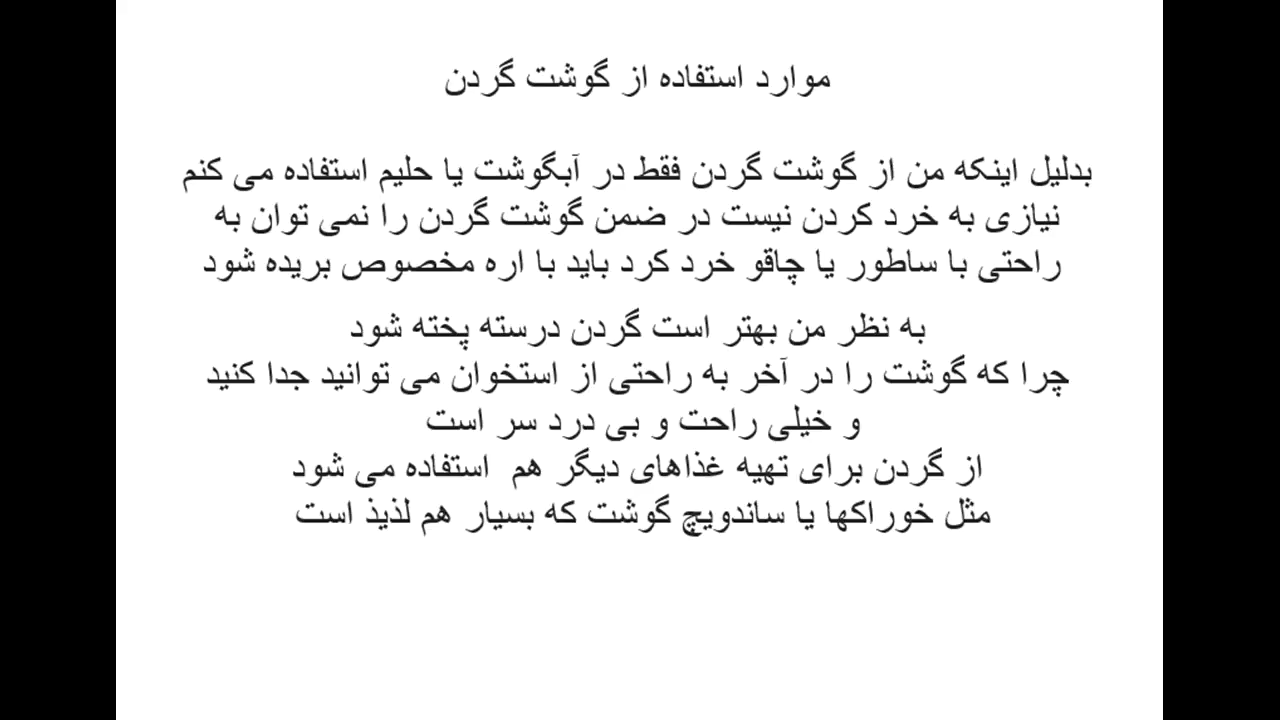 موارد استفاده از گوشت گردن
بدلیل اینکه من از گوشت گردن فقط در آبگوشت یا حلیم استفاده می کنم
نیازی به خرد کردن نیست در ضمن گوشت گردن را نمی توان به
راحتی با ساطور یا چاقو خرد کرد باید با اره مخصوص بریده شود
به نظر من بهتر است گردن درسته پخته شود
چرا که گوشت را در آخر به راحتی از استخوان می توانید جدا کنید
و خیلی راحت و بی درد سر است
از گردن برای تهیه غذاهای دیگر هم استفاده می شود
مثل خوراکها یا ساندویچ گوشت که بسیار هم لذیذ است